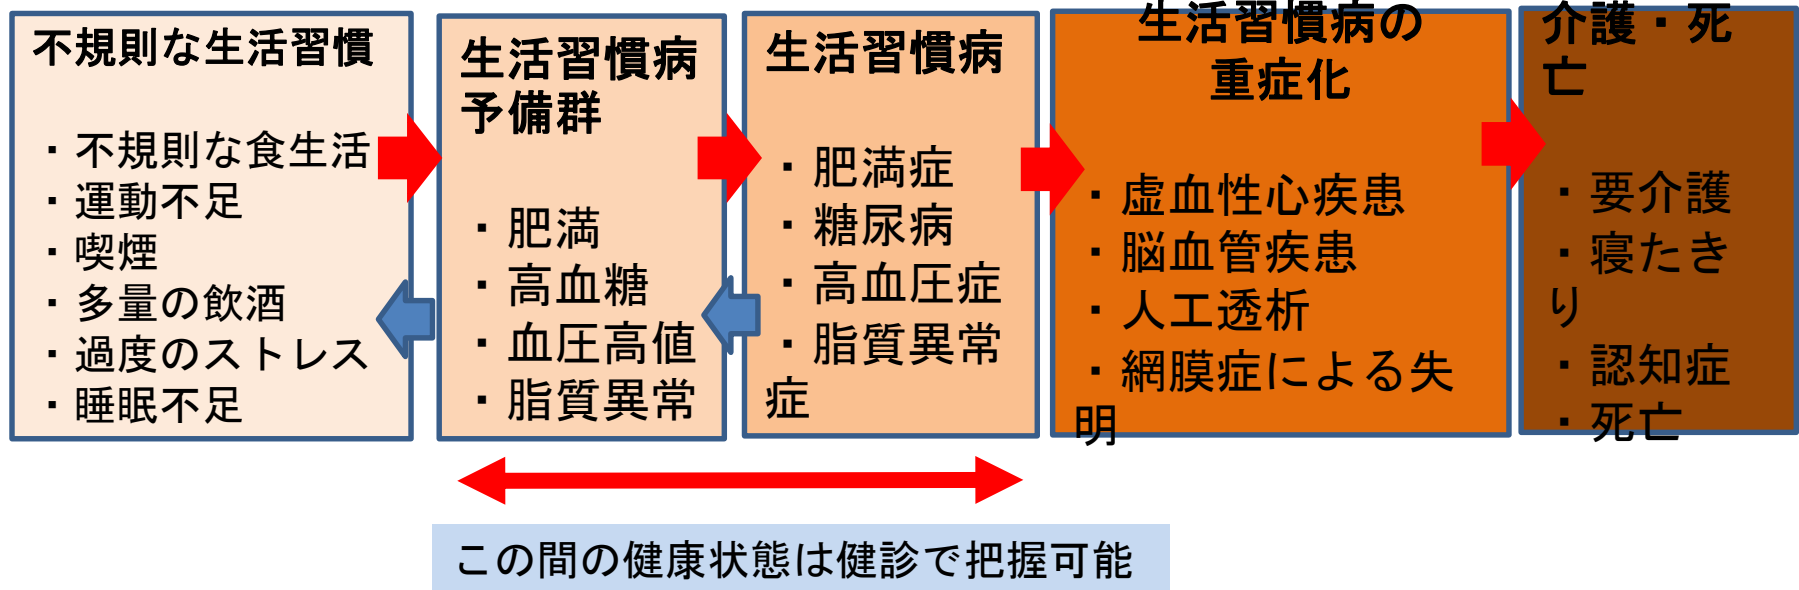 不規則な生活習慣
・不規則な食生活
・運動不足
・喫煙
・多量の飲酒
・過度のストレス
・睡眠不足
生活習慣病
予備群
・肥満
・高血糖
・血圧高値
・脂質異常
生活習慣病
・肥満症
・糖尿病
・高血圧症
・脂質異常
症
生活習慣病の
重症化
・虚血性心疾患
・脳血管疾患
・人工透析
・網膜症による失
明
介護・死
亡
・要介護
・寝たき
り
・認知症
・死亡
この間の健康状態は健診で把握可能